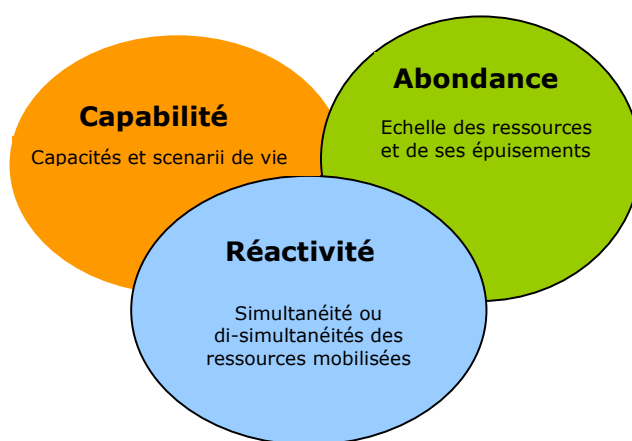 Capabilité
Capacités et scenarii de vie
Abondance
Echelle des ressources
et de ses épuisements
Réactivité
Simultanéité ou
di-simultanéités des
ressources mobilisées